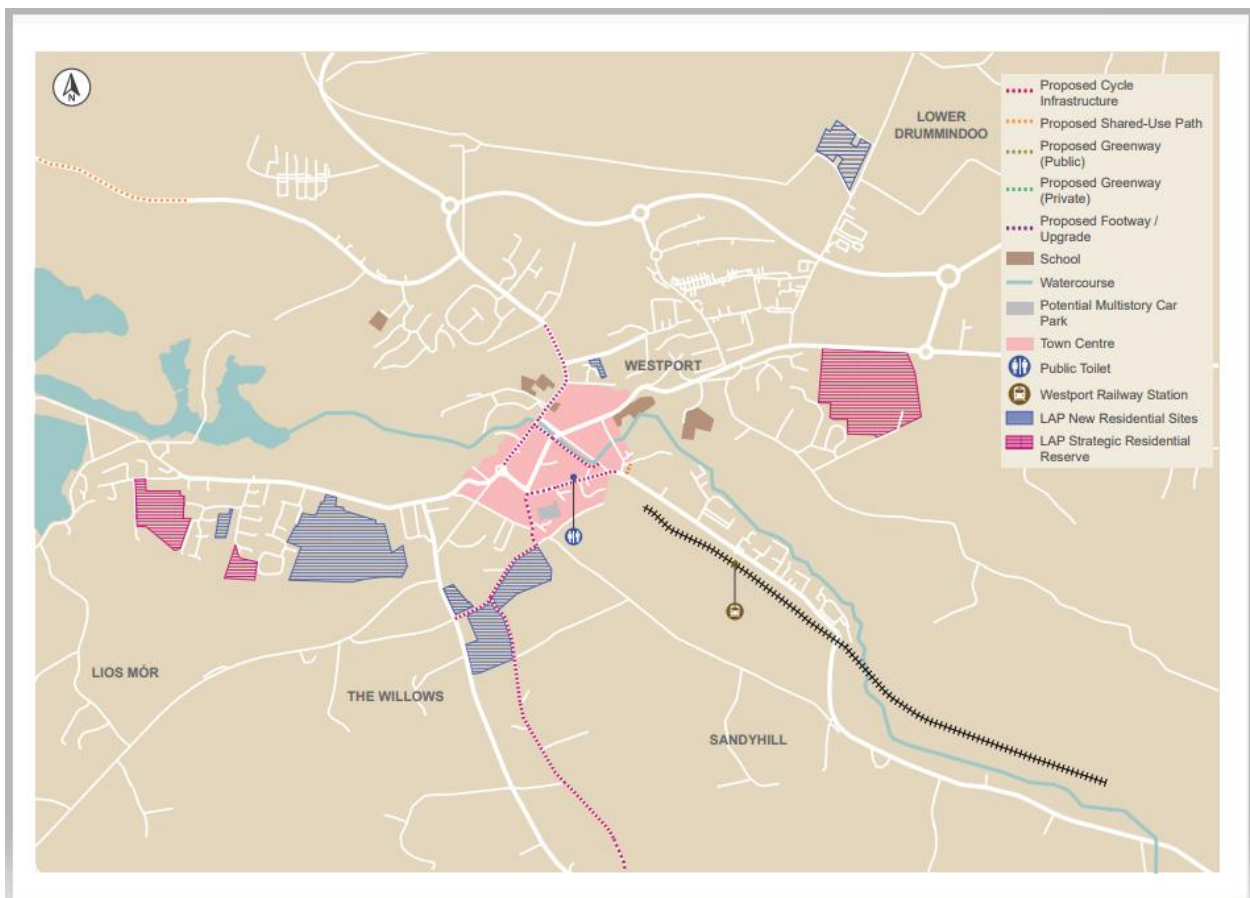 N
LOWER
DRUMMINDOO
WESTPORT
LIOS MÓR
THE WILLOWS
SANDYHILL
Proposed Cycle
Infrastructure
Proposed Shared-Use Path
Proposed Greenway
(Public)
Proposed Greenway
(Private)
Proposed Footway /
Upgrade
School
Watercourse
Potential Multistory Car
Park
Town Centre
Public Toilet
Westport Railway Station
LAP New Residential Sites
LAP Strategic Residential
Reserve